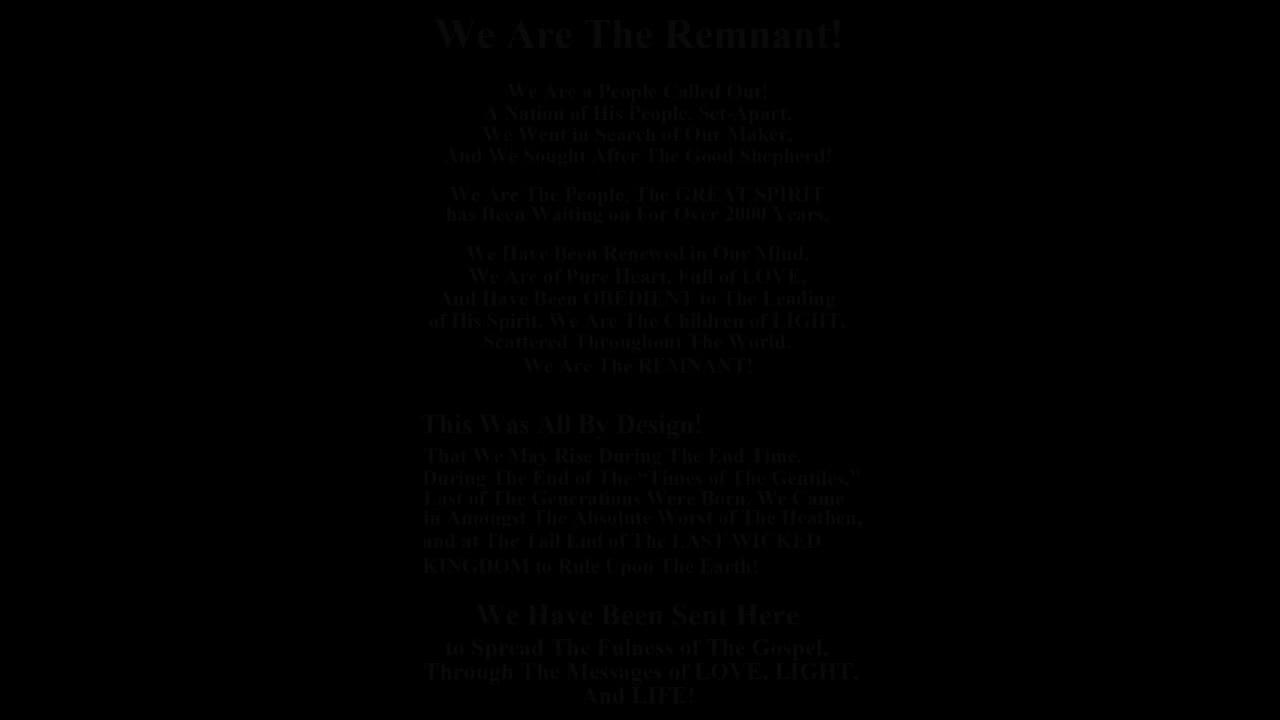 We Are The Remnant!
We Are a People Called Out!
A Nation of His People, Set-Apart.
We Went in Search of Our Maker,
And We Sought After The Good Shepherd!
We Are The People, The GREAT SPIRIT
has Been Waiting on For Over 2000 Years.
We Have Been Renewed in Our Mind,
We Are of Pure Heart, Full of LOVE,
And Have Been OBEDIENT to The Leading
of His Spirit. We Are The Children of LIGHT,
Scattered Throughout The World.
We Are The REMNANT!
This Was All By Design!
That We May Rise During The End Time,
During The End of The “Times of The Gentiles,”
Last of The Generations Were Born. We Came
in Amongst The Absolute Worst of The Heathen,
and at The Tail End of The LAST WICKED
KINGDOM to Rule Upon The Earth!
We Have Been Sent Here
to Spread The Fulness of The Gospel,
Through The Messages of LOVE, LIGHT,
And LIFE!